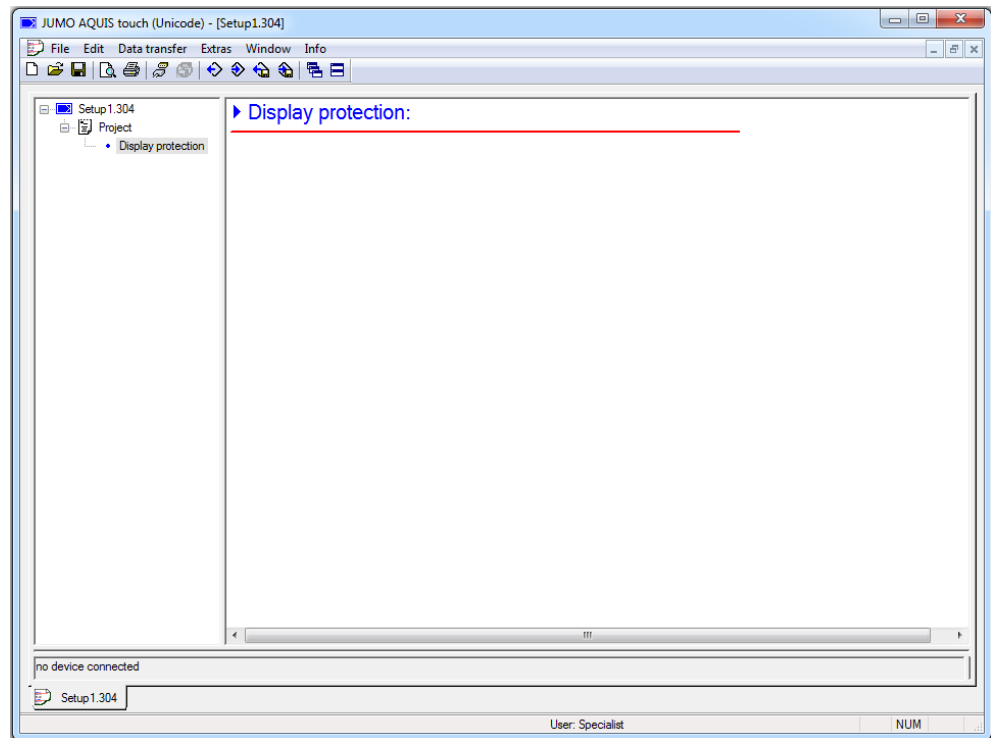 JUMO AQUIS touch (Unicode) - [Setup1.304]
File Edit Data transfer Extras Window Info
Setup1.304
Project
Display protection
Display protection:
no device connected
Setup1.304
User: Specialist
NUM